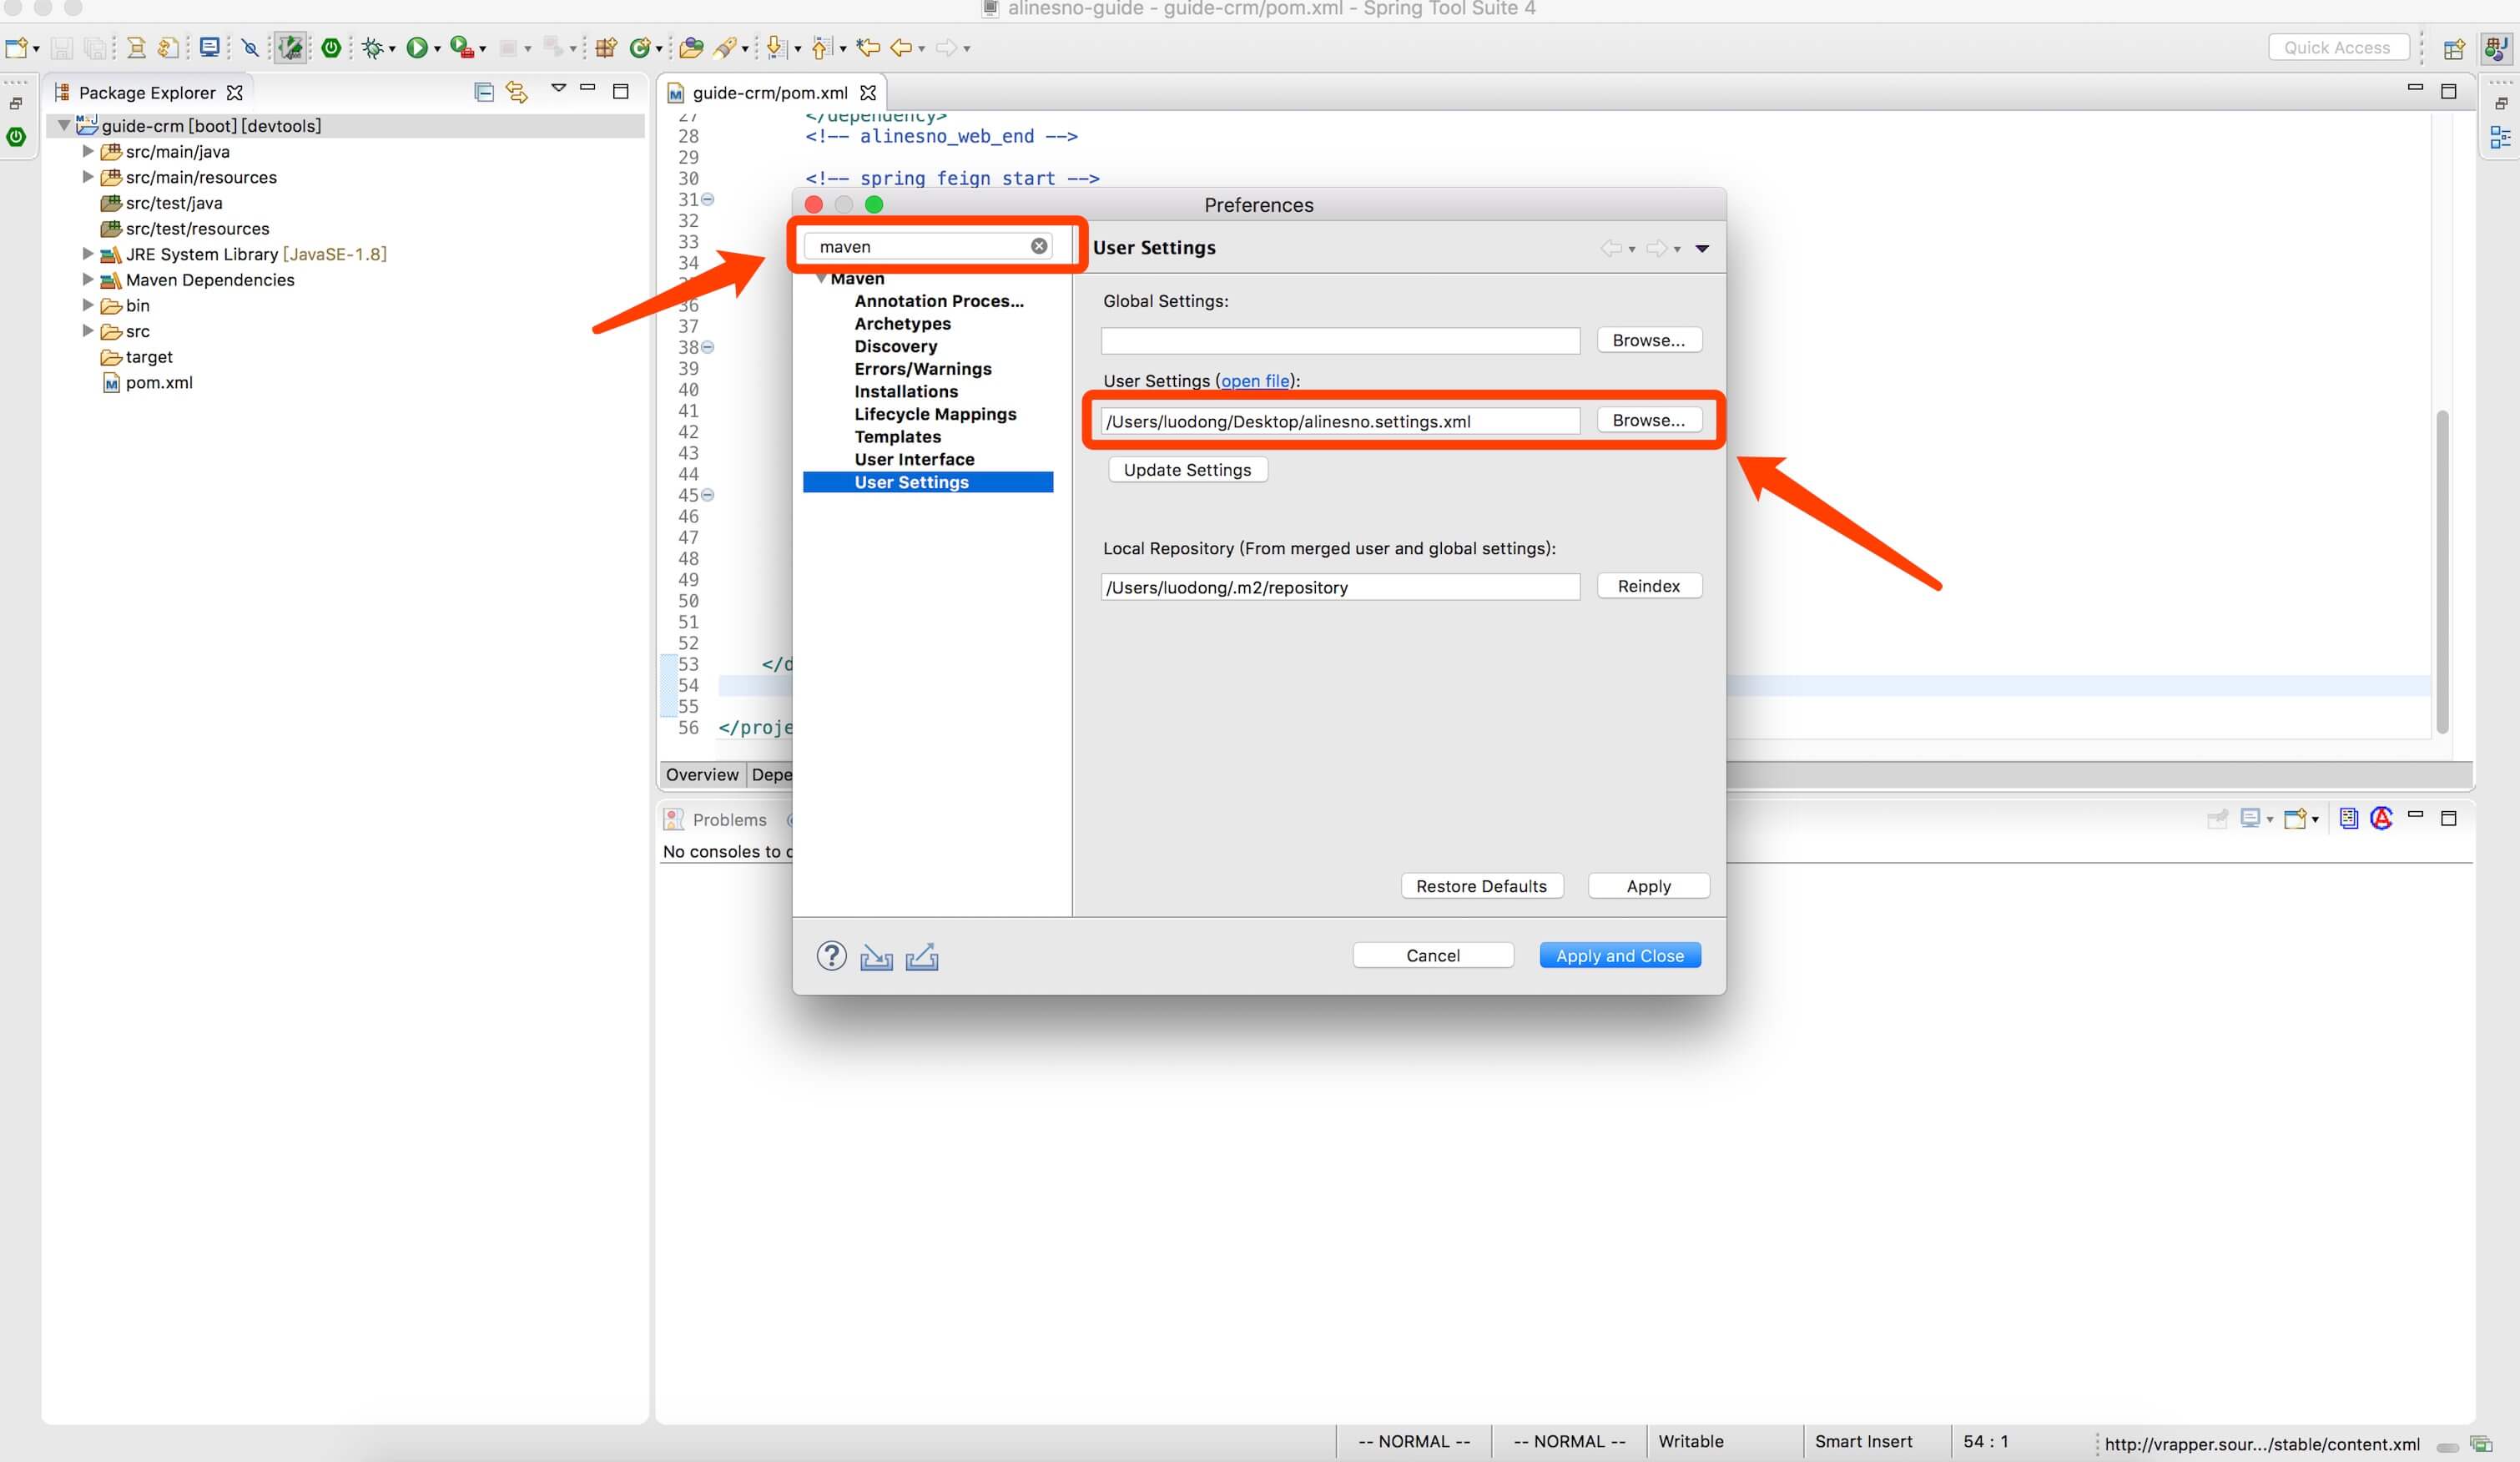 alinesno-guide - guide-crm/pom.xml - Spring Tool Suite 4
Quick Access
Package Explorer
guide-crm [boot] [devtools]
src/main/java
src/main/resources
src/test/java
src/test/resources
JRE System Library [JavaSE-1.8]
Maven Dependencies
bin
src
target
pom.xml
guide-crm/pom.xml
27 </dependency>
28 <!-- alinesno_web_end -->
29
30 <!-- spring feign start -->
31
32
33
34
36
37
38
39
40
41
42
43
44
45
46
47
48
49
50
51
52
53 </d
54
55
56 </proje
Overview
Depe
Problems
No consoles to d
Preferences
maven
Maven
Annotation Proces...
Archetypes
Discovery
Errors/Warnings
Installations
Lifecycle Mappings
Templates
User Interface
User Settings
User Settings
Global Settings:
Browse...
User Settings (open file):
/Users/luodong/Desktop/alinesno.settings.xml
Browse...
Update Settings
Local Repository (From merged user and global settings):
/Users/luodong/.m2/repository
Reindex
Restore Defaults
Apply
Cancel
Apply and Close
-- NORMAL --
-- NORMAL --
Writable
Smart Insert
54 : 1
http://vrapper.sour.../stable/content.xml